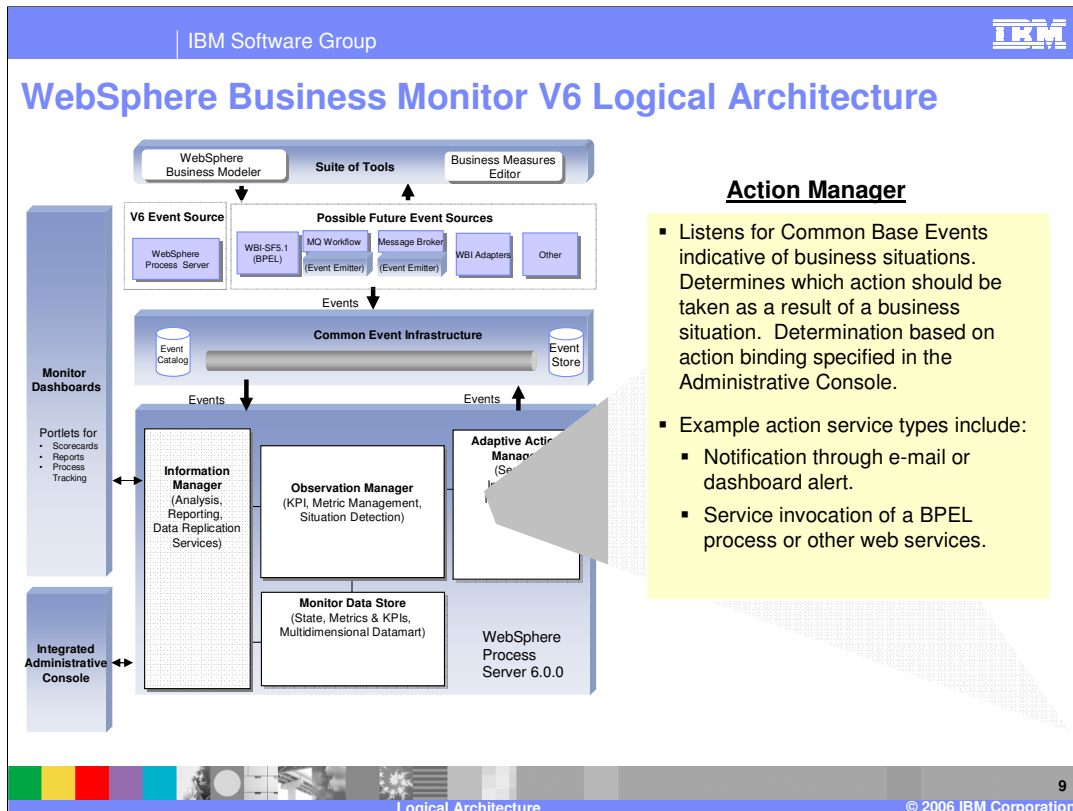 IBM Software Group
IBM
WebSphere Business Monitor V6 Logical Architecture
WebSphere
Business Modeler
Suite of Tools
Business Measures
Editor
V6 Event Source
WebSphere
Process Server
Possible Future Event Sources
WBI-SF5.1
(BPEL)
MQ Workflow
(Event Emitter)
Message Broker
(Event Emitter)
WBI Adapters
Other
Events
Common Event Infrastructure
Event
Catalog
Event
Store
Events
Events
Monitor
Dashboards
Portlets for
• Scorecards
• Reports
• Process
Tracking
Information
Manager
(Analysis,
Reporting,
Data Replication
Services)
Observation Manager
(KPI, Metric Management,
Situation Detection)
Adaptive
Monitor Data Store
(State, Metrics & KPIs,
Multidimensional Datamart)
WebSphere
Process
Server 6.0.0
Integrated
Administrative
Console
Action Manager
▪ Listens for Common Base Events
indicative of business situations.
Determines which action should be
taken as a result of a business
situation. Determination based on
action binding specified in the
Administrative Console.
▪ Example action service types include:
▪ Notification through e-mail or
dashboard alert.
▪ Service invocation of a BPEL
process or other web services.
9
Logical Architecture
© 2006 IBM Corporation